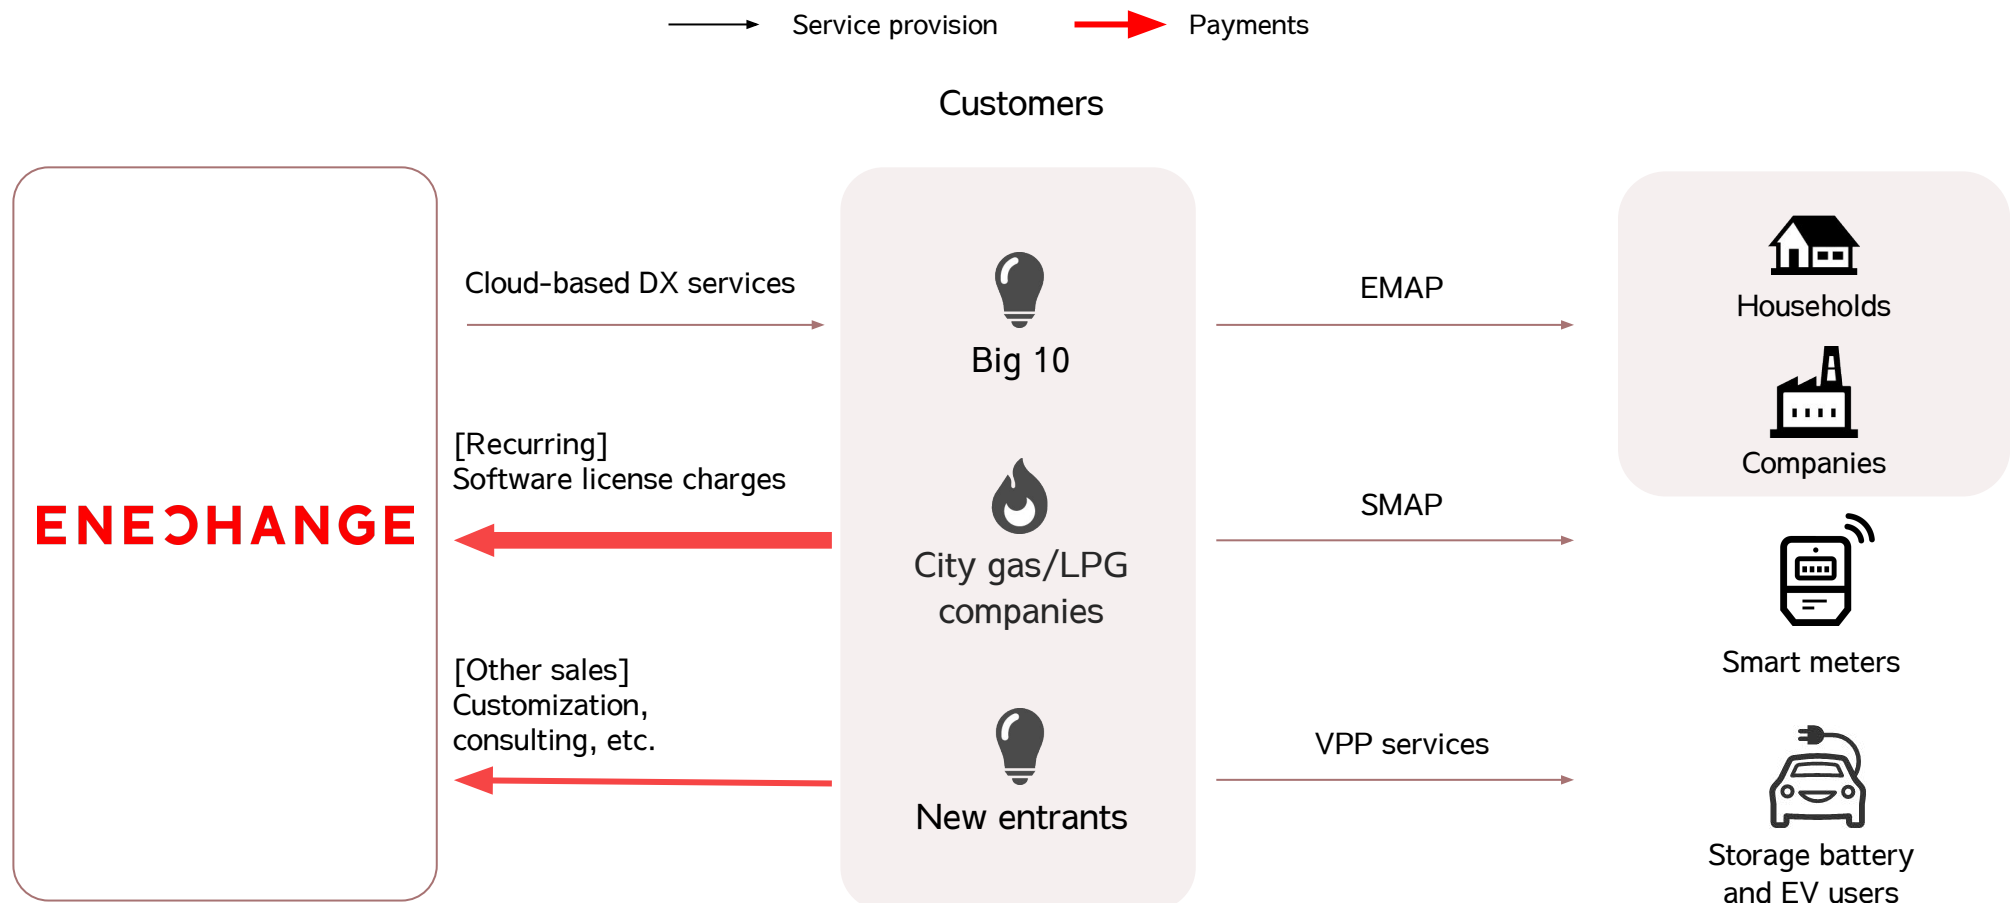 Service provision
Payments
Customers
ENECHANGE
Cloud-based DX services
[Recurring]
Software license charges
[Other sales]
Customization,
consulting, etc.
Big 10
City gas/LPG
companies
New entrants
EMAP
SMAP
VPP services
Households
Companies
Smart meters
Storage battery
and EV users